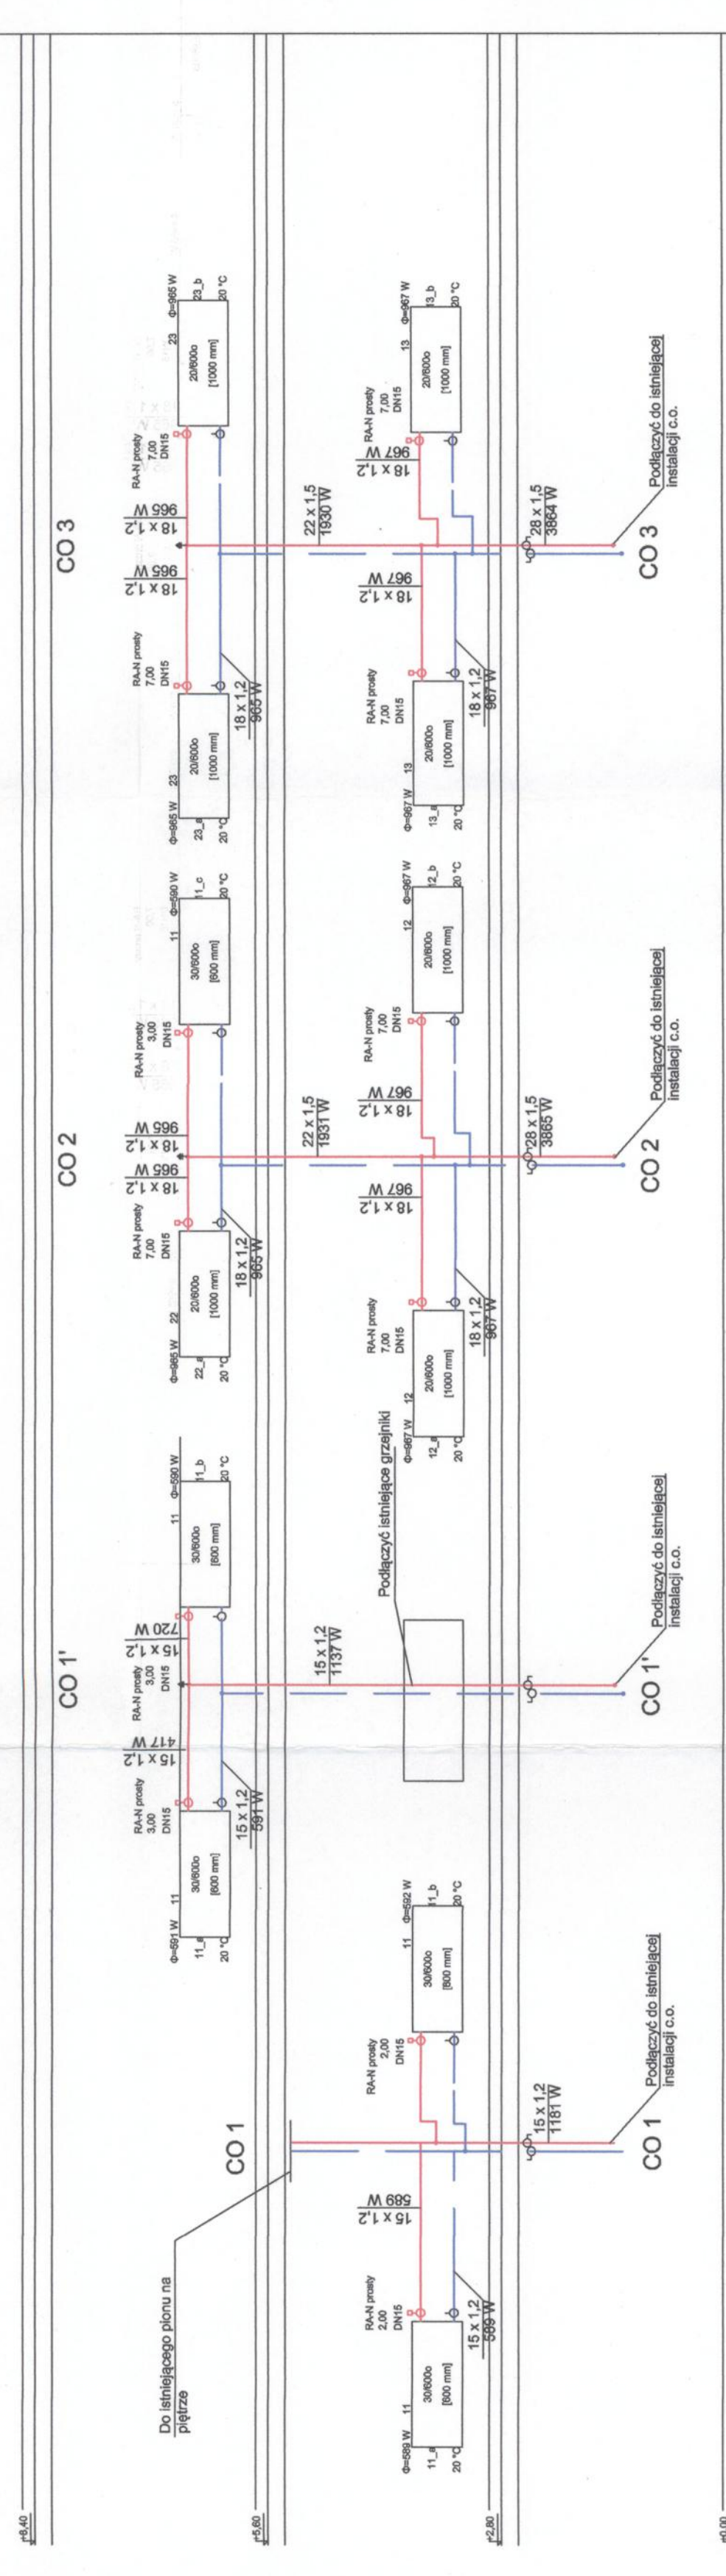 +5,60
+2,80
Do istniejącego pionu na
piętrze
CO 1
Φ=589 W
11
11_a
20 °C
30/600o
[600 mm]
RA-N prosty
2,00
DN15
15 x 1,2
589 W
15 x 1,2
589 W
RA-N prosty
2,00
DN15
11
Φ=592 W
11_b
20 °C
30/600o
[600 mm]
15 x 1,2
1181 W
Podłączyć do istniejącej
instalacji c.o.
CO 1
CO 1'
Φ=591 W
11
11_a
20 °C
30/600o
[600 mm]
RA-N prosty
3,00
DN15
15 x 1,2
591 W
15 x 1,2
417 W
RA-N prosty
3,00
DN15
15 x 1,2
720 W
11
Φ=590 W
11_b
20 °C
30/600o
[600 mm]
15 x 1,2
1137 W
Podłączyć istniejące grzejniki
Podłączyć do istniejącej
instalacji c.o.
CO 1'
CO 2
Φ=965 W
22
22_a
20 °C
20/600o
[1000 mm]
RA-N prosty
7,00
DN15
18 x 1,2
965 W
18 x 1,2
965 W
18 x 1,2
965 W
RA-N prosty
3,00
DN15
11
Φ=590 W
11_c
20 °C
30/600o
[600 mm]
22 x 1,5
1931 W
Φ=967 W
12
12_a
20 °C
20/600o
[1000 mm]
RA-N prosty
7,00
DN15
18 x 1,2
967 W
18 x 1,2
967 W
18 x 1,2
967 W
RA-N prosty
7,00
DN15
12
Φ=967 W
12_b
20 °C
20/600o
[1000 mm]
28 x 1,5
3865 W
Podłączyć do istniejącej
instalacji c.o.
CO 2
CO 3
Φ=965 W
23
23_a
20 °C
20/600o
[1000 mm]
RA-N prosty
7,00
DN15
18 x 1,2
965 W
18 x 1,2
965 W
18 x 1,2
965 W
RA-N prosty
7,00
DN15
23
Φ=965 W
23_b
20 °C
20/600o
[1000 mm]
22 x 1,5
1930 W
Φ=967 W
13
13_a
20 °C
20/600o
[1000 mm]
RA-N prosty
7,00
DN15
18 x 1,2
967 W
18 x 1,2
967 W
18 x 1,2
967 W
RA-N prosty
7,00
DN15
13
Φ=967 W
13_b
20 °C
20/600o
[1000 mm]
28 x 1,5
3864 W
Podłączyć do istniejącej
instalacji c.o.
CO 3